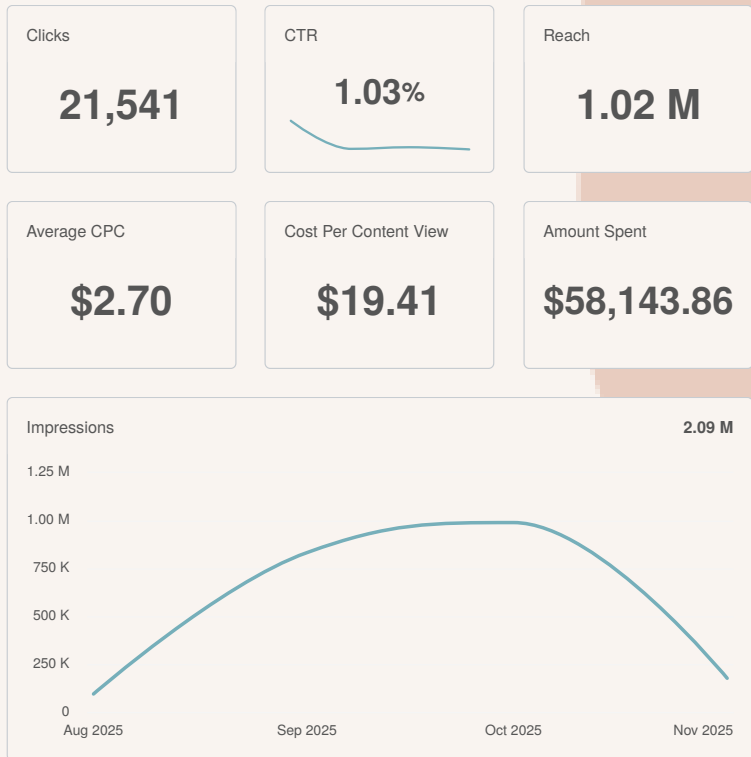 Clicks
21,541
CTR
1.03%
Reach
1.02 M
Average CPC
$2.70
Cost Per Content View
$19.41
Amount Spent
$58,143.86
Impressions
2.09 M
1.25 M
1.00 M
750 K
500 K
250 K
0
Aug 2025
Sep 2025
Oct 2025
Nov 2025